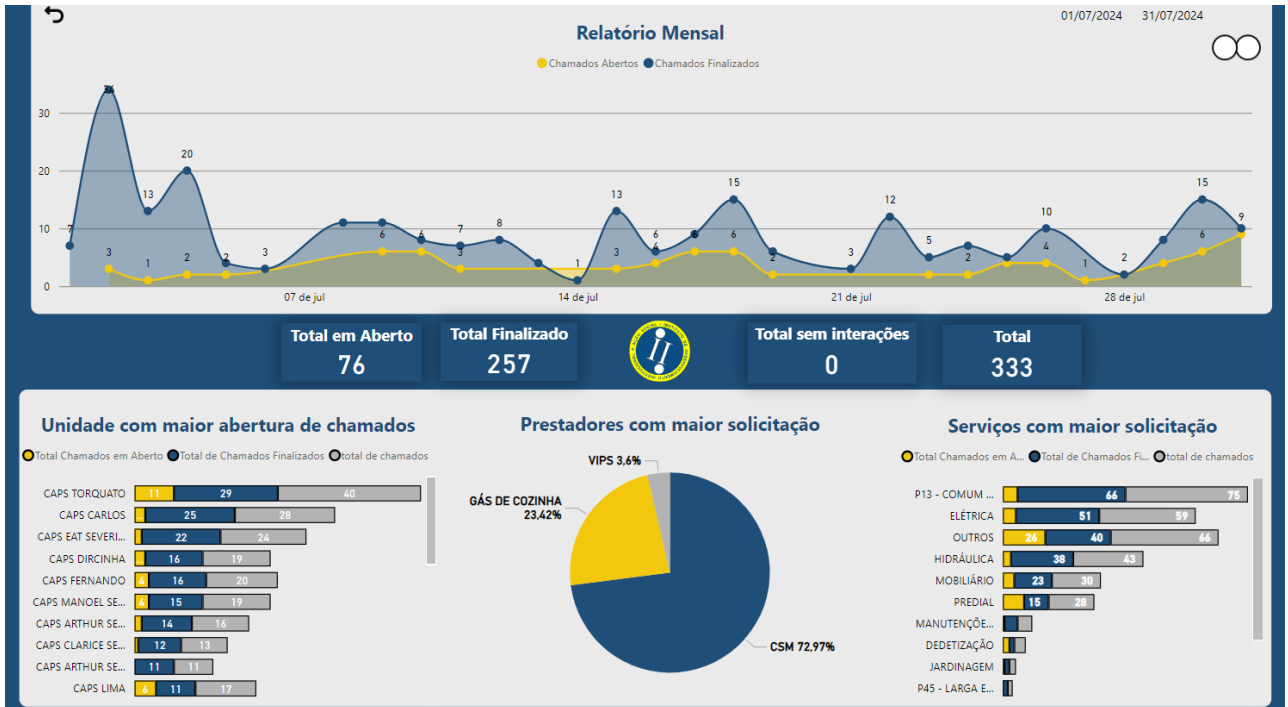 01/07/2024 31/07/2024
Relatório Mensal
Chamados Abertos Chamados Finalizados
30
20
10
0
7
34
13
20
2
3
3
1
2
6
6
3
7
8
1
13
3
6
4
6
15
6
2
3
12
5
2
10
4
1
2
15
6
9
07 de jul
14 de jul
21 de jul
28 de jul
Total em Aberto
76
Total Finalizado
257
Total sem interações
0
Total
333
Unidade com maior abertura de chamados
Total Chamados em Aberto Total de Chamados Finalizados total de chamados
CAPS TORQUATO 11 29 40
CAPS CARLOS 25 28
CAPS EAT SEVERI... 22 24
CAPS DIRCINHA 16 19
CAPS FERNANDO 4 16 20
CAPS MANOEL SE... 4 15 19
CAPS ARTHUR SE... 14 16
CAPS CLARICE SE... 12 13
CAPS ARTHUR SE... 11 11
CAPS LIMA 6 11 17
Prestadores com maior solicitação
VIPS 3,6%
GÁS DE COZINHA
23,42%
CSM 72,97%
Serviços com maior solicitação
Total Chamados em A... Total de Chamados Fi... total de chamados
P13 - COMUM ... 66 75
ELÉTRICA 51 59
OUTROS 26 40 66
HIDRÁULICA 38 43
MOBILIÁRIO 23 30
PREDIAL 15 28
MANUTENÇÕE...
DEDETIZAÇÃO
JARDINAGEM
P45 - LARGA E...